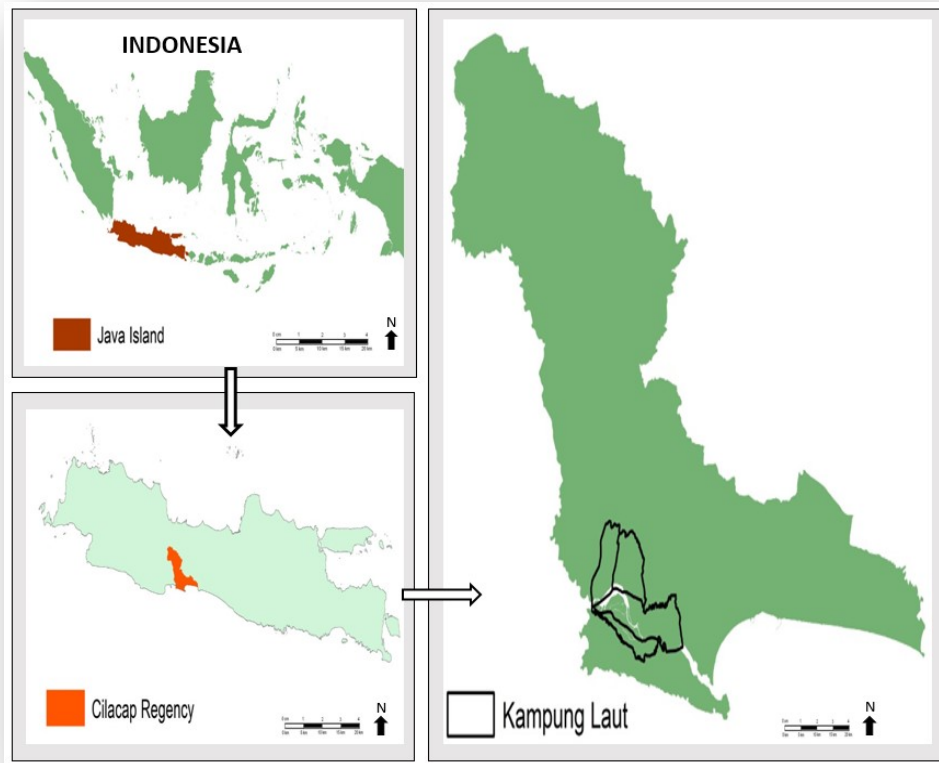 INDONESIA
Java Island
N
Cilacap Regency
N
Kampung Laut
N